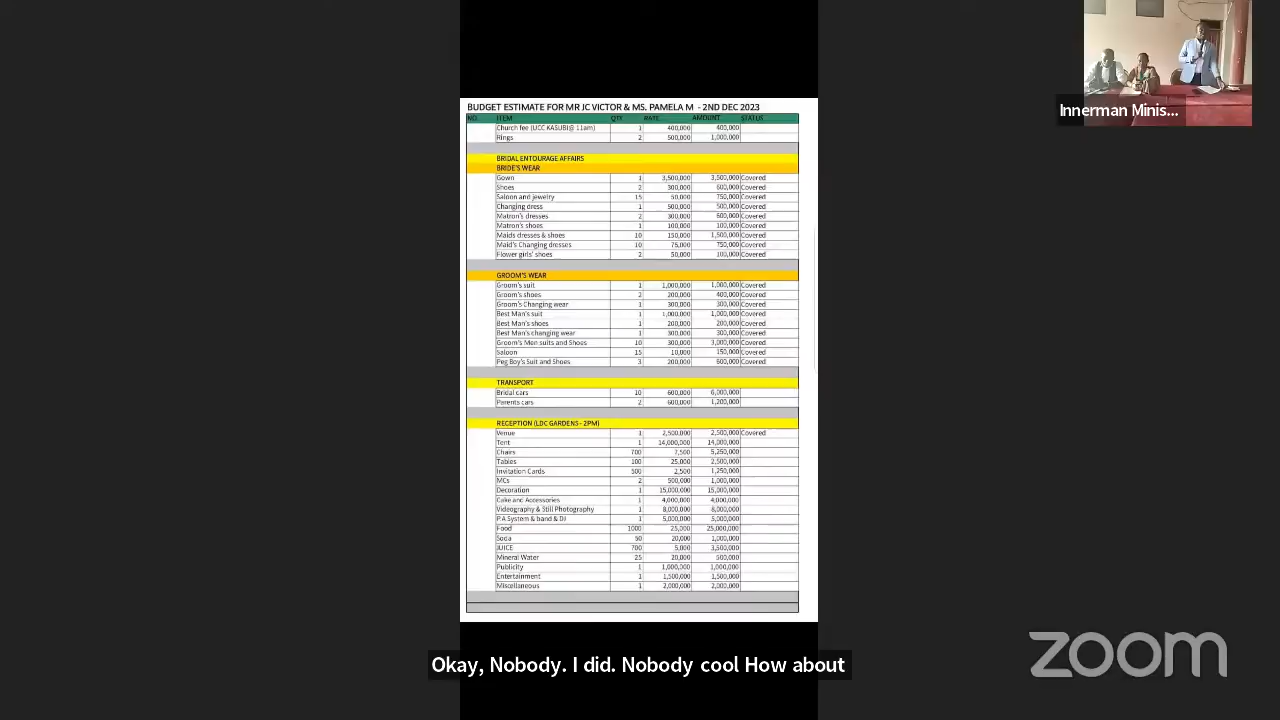 Innerman Minis...
BUDGET ESTIMATE FOR MR JC VICTOR & MS. PAMELA M - 2ND DEC 2023
NO. ITEM QTY RATE AMOUNT STATUS
Church fee (UCC KASUBI@ 11am) 1 400,000 400,000
Rings 2 500,000 1,000,000
BRIDAL ENTOURAGE AFFAIRS
BRIDE'S WEAR
Gown 1 3,500,000 3,500,000 Covered
Shoes 2 300,000 600,000 Covered
Saloon and jewelry 15 50,000 750,000 Covered
Changing dress 1 500,000 500,000 Covered
Matron's dresses 2 300,000 600,000 Covered
Matron's shoes 1 100,000 100,000 Covered
Maids dresses & shoes 10 150,000 1,500,000 Covered
Maid's Changing dresses 10 75,000 750,000 Covered
Flower girls' shoes 2 50,000 100,000 Covered
GROOM'S WEAR
Groom's suit 1 1,000,000 1,000,000 Covered
Groom's shoes 2 200,000 400,000 Covered
Groom's Changing wear 1 300,000 300,000 Covered
Best Man's suit 1 1,000,000 1,000,000 Covered
Best Man's shoes 1 200,000 200,000 Covered
Best Man's changing wear 1 300,000 300,000 Covered
Groom's Men suits and Shoes 10 300,000 3,000,000 Covered
Saloon 15 10,000 150,000 Covered
Peg Boy's Suit and Shoes 3 200,000 600,000 Covered
TRANSPORT
Bridal cars 10 600,000 6,000,000
Parents cars 2 600,000 1,200,000
RECEPTION (LDC GARDENS - 2PM)
Venue 1 2,500,000 2,500,000 Covered
Tent 1 14,000,000 14,000,000
Chairs 700 7,500 5,250,000
Tables 100 25,000 2,500,000
Invitation Cards 500 2,500 1,250,000
MCs 2 500,000 1,000,000
Decoration 1 15,000,000 15,000,000
Cake and Accessories 1 4,000,000 4,000,000
Videography & Still Photography 1 8,000,000 8,000,000
P.A System & band & DJ 1 5,000,000 5,000,000
Food 1000 25,000 25,000,000
Soda 50 20,000 1,000,000
JUICE 700 5,000 3,500,000
Mineral Water 25 20,000 500,000
Publicity 1 1,000,000 1,000,000
Entertainment 1 1,500,000 1,500,000
Miscellaneous 1 2,000,000 2,000,000
Okay, Nobody. I did. Nobody cool How about
zoom